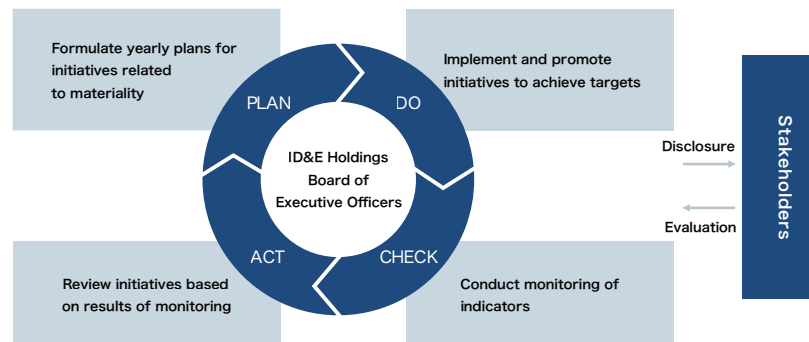 Formulate yearly plans for
initiatives related
to materiality
Implement and promote
initiatives to achieve targets
PLAN
DO
ID&E Holdings
Board of
Executive Officers
ACT
CHECK
Review initiatives based
on results of monitoring
Conduct monitoring of
indicators
Disclosure
Evaluation
Stakeholders